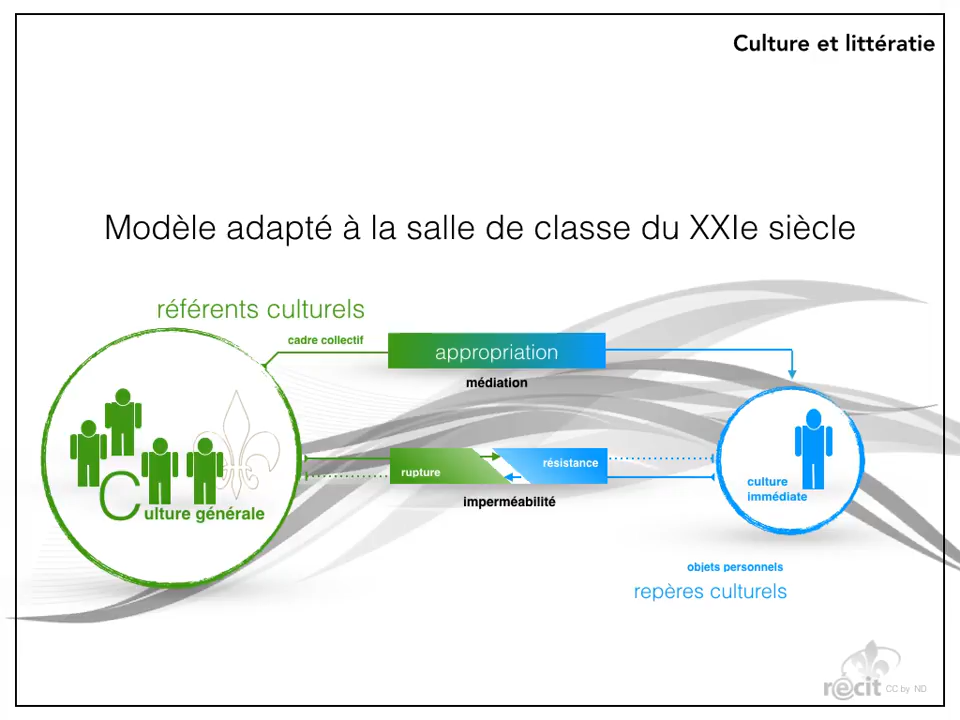 Culture et littératie
Modèle adapté à la salle de classe du XXIe siècle
référents culturels
cadre collectif
appropriation
médiation
rupture
résistance
imperméabilité
Culture générale
culture
immédiate
objets personnels
repères culturels
récit CC by ND